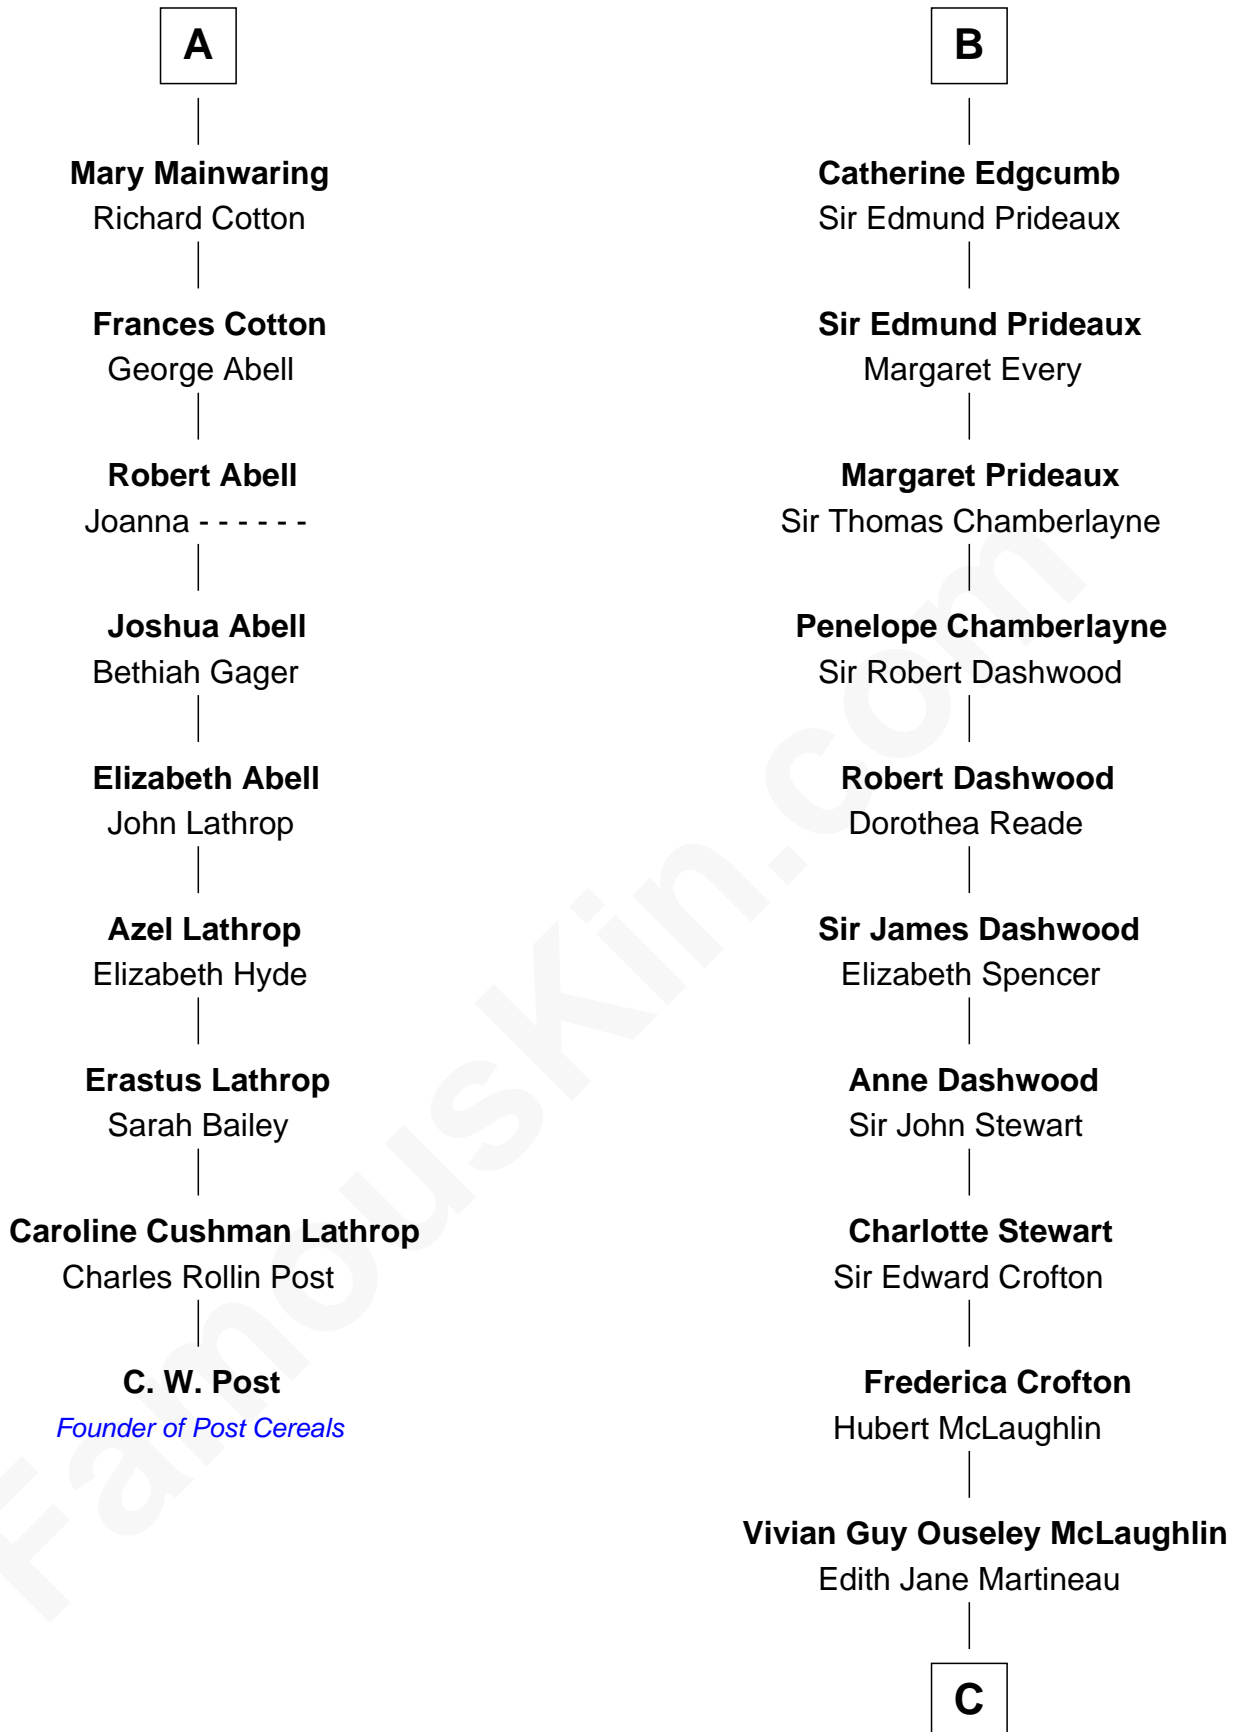 A
Mary Mainwaring
Richard Cotton
Frances Cotton
George Abell
Robert Abell
Joanna - - - - - -
Joshua Abell
Bethiah Gager
Elizabeth Abell
John Lathrop
Azel Lathrop
Elizabeth Hyde
Erastus Lathrop
Sarah Bailey
Caroline Cushman Lathrop
Charles Rollin Post
C. W. Post
Founder of Post Cereals
B
Catherine Edgcumb
Sir Edmund Prideaux
Sir Edmund Prideaux
Margaret Every
Margaret Prideaux
Sir Thomas Chamberlayne
Penelope Chamberlayne
Sir Robert Dashwood
Robert Dashwood
Dorothea Reade
Sir James Dashwood
Elizabeth Spencer
Anne Dashwood
Sir John Stewart
Charlotte Stewart
Sir Edward Crofton
Frederica Crofton
Hubert McLaughlin
Vivian Guy Ouseley McLaughlin
Edith Jane Martineau
C
FamousKin.com